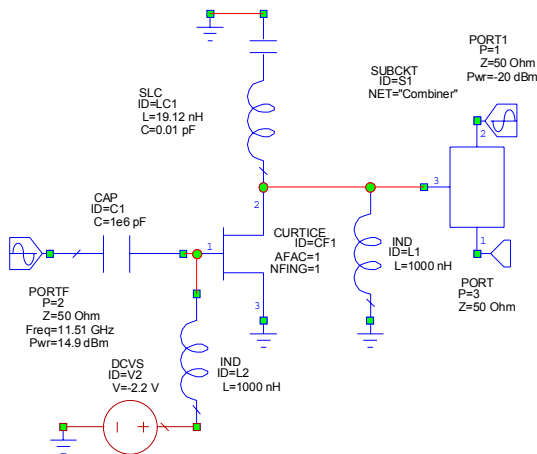 PORT1
P=1
Z=50 Ohm
Pwr=-20 dBm
SUBCKT
ID=S1
NET="Combiner"
SLC
ID=LC1
L=19.12 nH
C=0.01 pF
2
3
1
CAP
ID=C1
C=1e6 pF
2
1
3
CURTICE
ID=CF1
AFAC=1
NFING=1
IND
ID=L1
L=1000 nH
PORT
P=3
Z=50 Ohm
PORTF
P=2
Z=50 Ohm
Freq=11.51 GHz
Pwr=14.9 dBm
DCVS
ID=V2
V=-2.2 V
IND
ID=L2
L=1000 nH